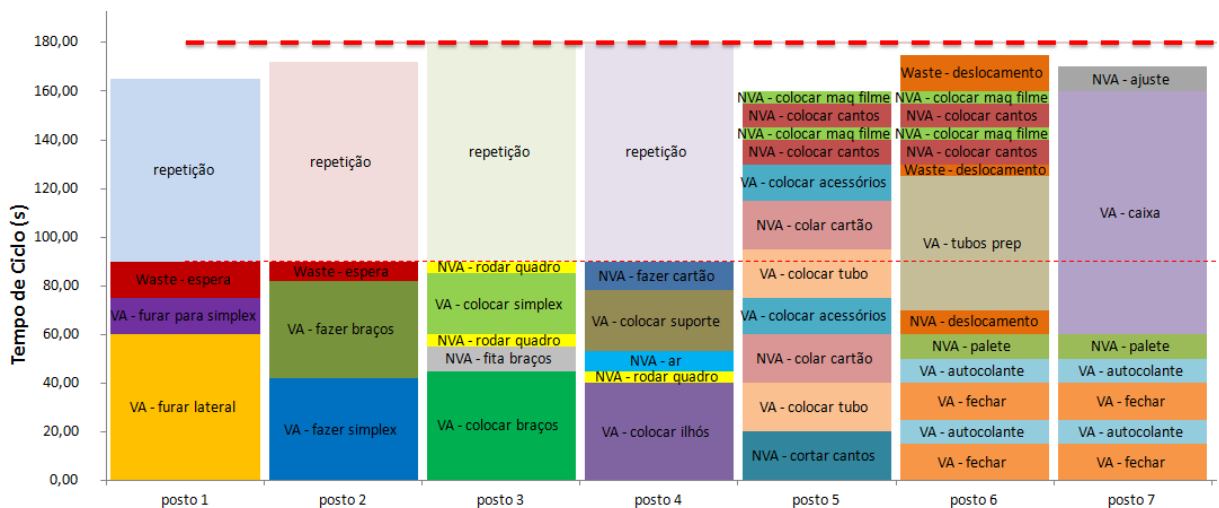 Tempo de Ciclo (s)
180,00
160,00
140,00
120,00
100,00
80,00
60,00
40,00
20,00
0,00
repetição
Waste - espera
VA - furar para simplex
VA - furar lateral
posto 1
repetição
Waste - espera
VA - fazer braços
VA - fazer simplex
posto 2
repetição
NVA - rodar quadro
VA - colocar simplex
NVA - rodar quadro
NVA - fita braços
VA - colocar braços
posto 3
repetição
NVA - fazer cartão
VA - colocar suporte
NVA - ar
NVA - rodar quadro
VA - colocar ilhós
posto 4
NVA - colocar maq filme
NVA - colocar cantos
NVA - colocar maq filme
NVA - colocar cantos
VA - colocar acessórios
NVA - colar cartão
VA - colocar tubo
VA - colocar acessórios
NVA - colar cartão
VA - colocar tubo
NVA - cortar cantos
posto 5
Waste - deslocamento
NVA - colocar maq filme
NVA - colocar cantos
NVA - colocar maq filme
NVA - colocar cantos
Waste - deslocamento
VA - tubos prep
NVA - deslocamento
NVA - palete
VA - autocolante
VA - fechar
VA - autocolante
VA - fechar
posto 6
NVA - ajuste
VA - caixa
NVA - palete
VA - autocolante
VA - fechar
VA - autocolante
VA - fechar
posto 7